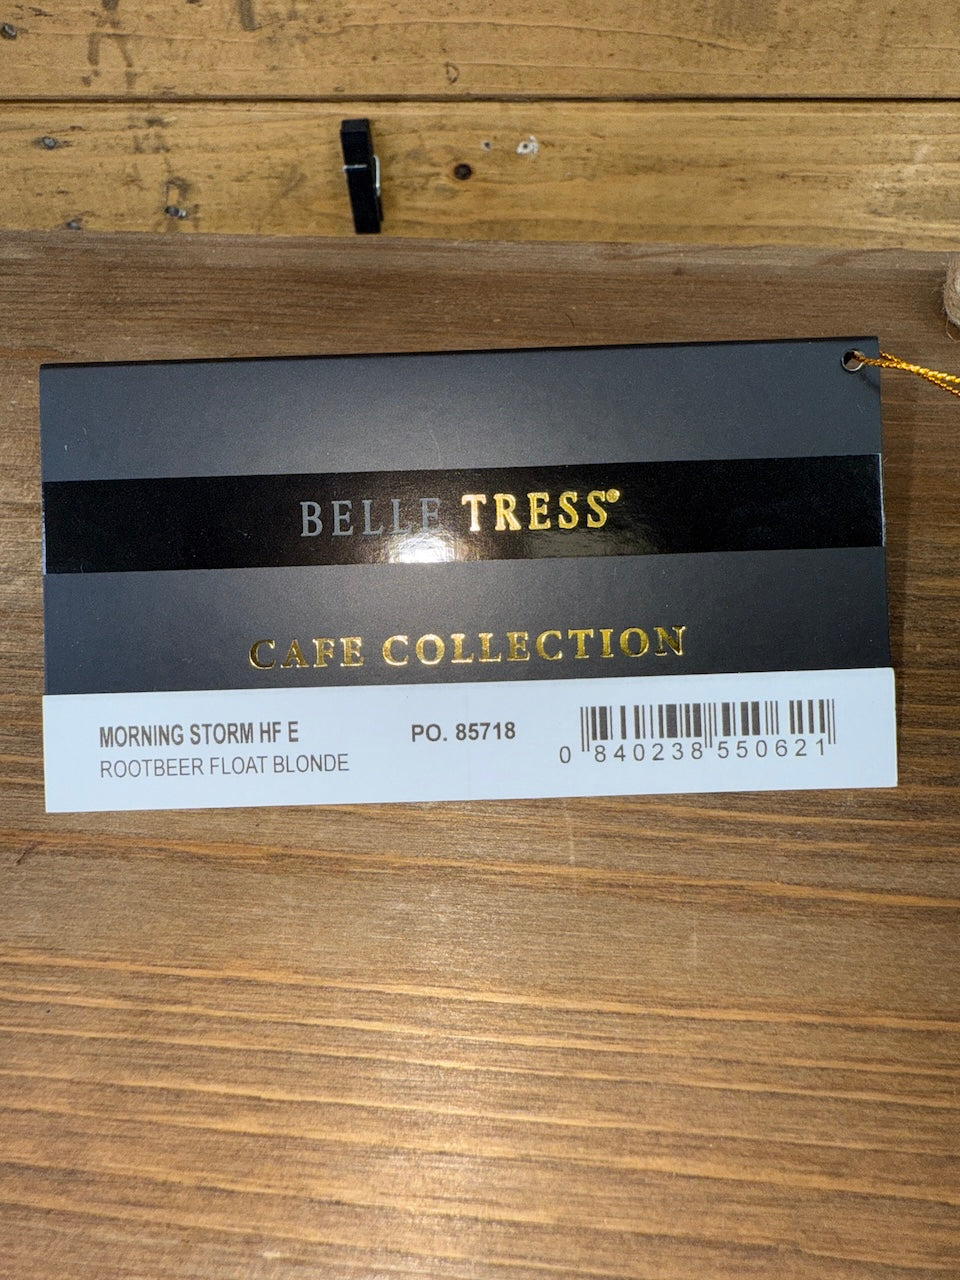 BELLE TRESS®
CAFE COLLECTION
MORNING STORM HF E
ROOTBEER FLOAT BLONDE
PO. 85718
0 840238 550621